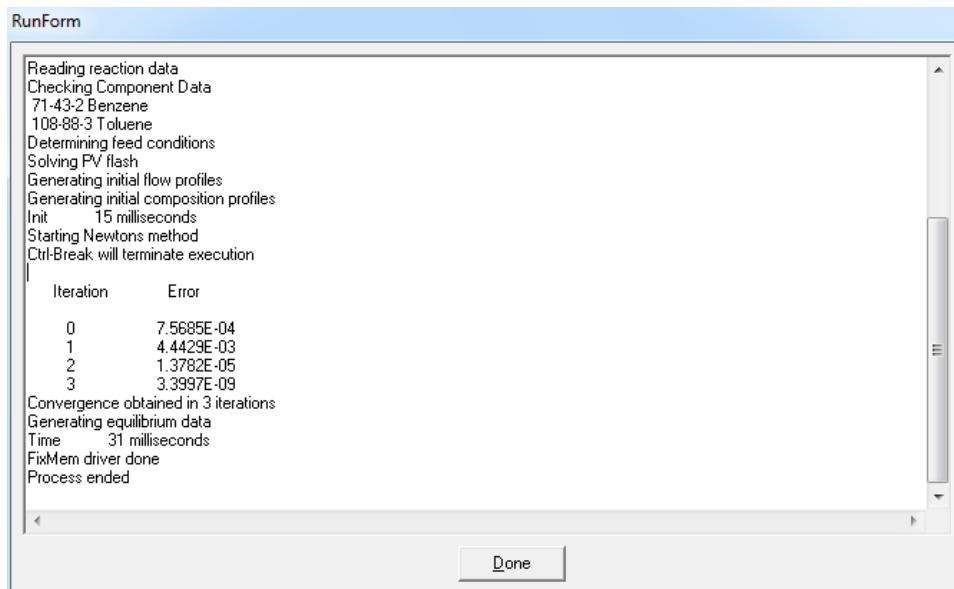 RunForm
Reading reaction data
Checking Component Data
71-43-2 Benzene
108-88-3 Toluene
Determining feed conditions
Solving PV flash
Generating initial flow profiles
Generating initial composition profiles
Init 15 milliseconds
Starting Newtons method
Ctrl-Break will terminate execution
Iteration Error
0 7.5685E-04
1 4.4429E-03
2 1.3782E-05
3 3.3997E-09
Convergence obtained in 3 iterations
Generating equilibrium data
Time 31 milliseconds
FixMem driver done
Process ended
Done